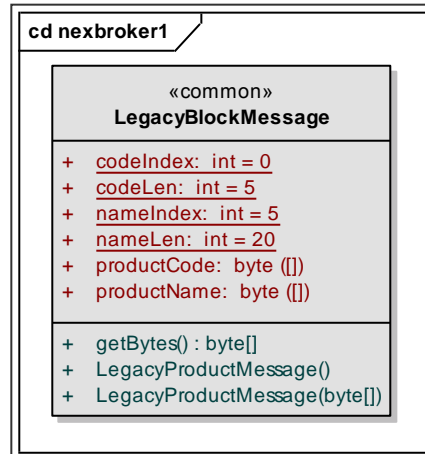 cd nexbroker1
«common»
LegacyBlockMessage
+ codeIndex: int = 0
+ codeLen: int = 5
+ nameIndex: int = 5
+ nameLen: int = 20
+ productCode: byte ([])
+ productName: byte ([])
+ getBytes() : byte[]
+ LegacyProductMessage()
+ LegacyProductMessage(byte[])